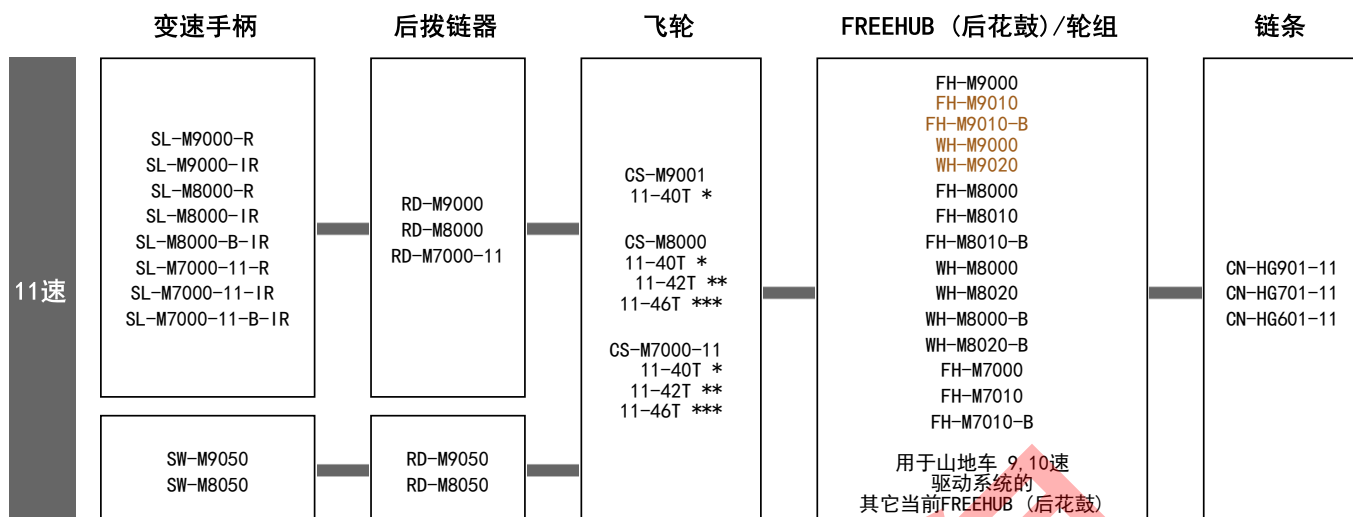 变速手柄
后拨链器
飞轮
FREEHUB (后花鼓)/轮组
链条
11速
SL-M9000-R
SL-M9000-IR
SL-M8000-R
SL-M8000-IR
SL-M8000-B-IR
SL-M7000-11-R
SL-M7000-11-IR
SL-M7000-11-B-IR
RD-M9000
RD-M8000
RD-M7000-11
SW-M9050
SW-M8050
RD-M9050
RD-M8050
CS-M9001
11-40T *
CS-M8000
11-40T *
11-42T **
11-46T ***
CS-M7000-11
11-40T *
11-42T **
11-46T ***
FH-M9000
FH-M9010
FH-M9010-B
WH-M9000
WH-M9020
FH-M8000
FH-M8010
FH-M8010-B
WH-M8000
WH-M8020
WH-M8000-B
WH-M8020-B
FH-M7000
FH-M7010
FH-M7010-B
用于山地车 9,10速
驱动系统的
其它当前FREEHUB (后花鼓)
CN-HG901-11
CN-HG701-11
CN-HG601-11